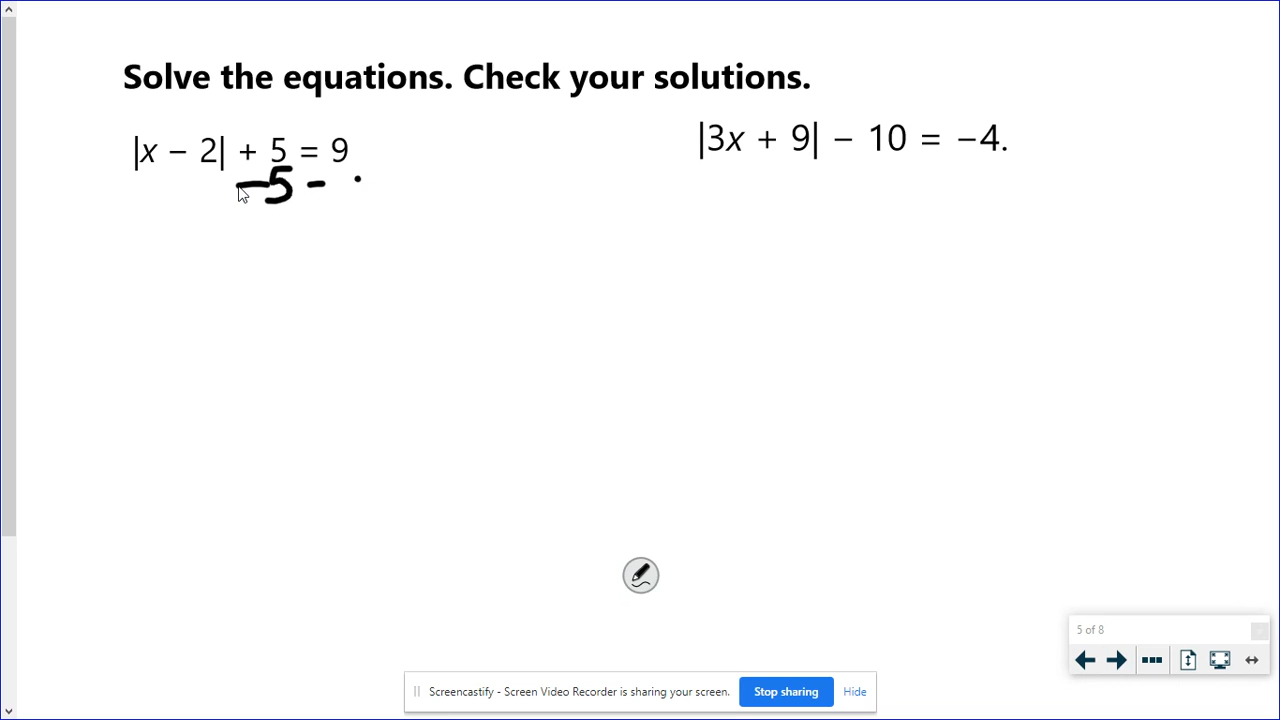 Solve the equations. Check your solutions.
|x − 2| + 5 = 9
|3x + 9| − 10 = −4.
−5 − .
5 of 8
Screencastify - Screen Video Recorder is sharing your screen.
Stop sharing
Hide